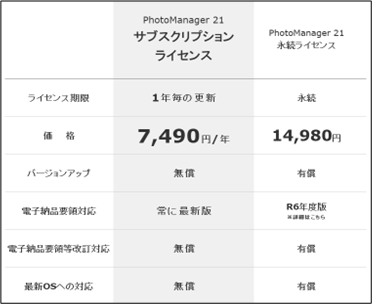 PhotoManager 21
サブスクリプション
ライセンス
PhotoManager 21
永続ライセンス
ライセンス期限
1年毎の更新
永続
価 格
7,490円/年
14,980円
バージョンアップ
無償
有償
電子納品要領対応
常に最新版
R6年度版
※詳細はこちら
電子納品要領等改訂対応
無償
有償
最新OSへの対応
無償
有償